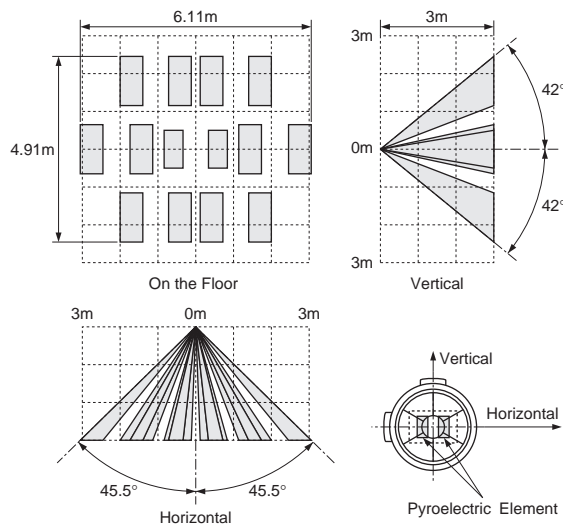 6.11m
4.91m
On the Floor
3m
3m
0m
3m
42°
42°
Vertical
3m
0m
3m
45.5°
45.5°
Horizontal
Vertical
Horizontal
Pyroelectric Element